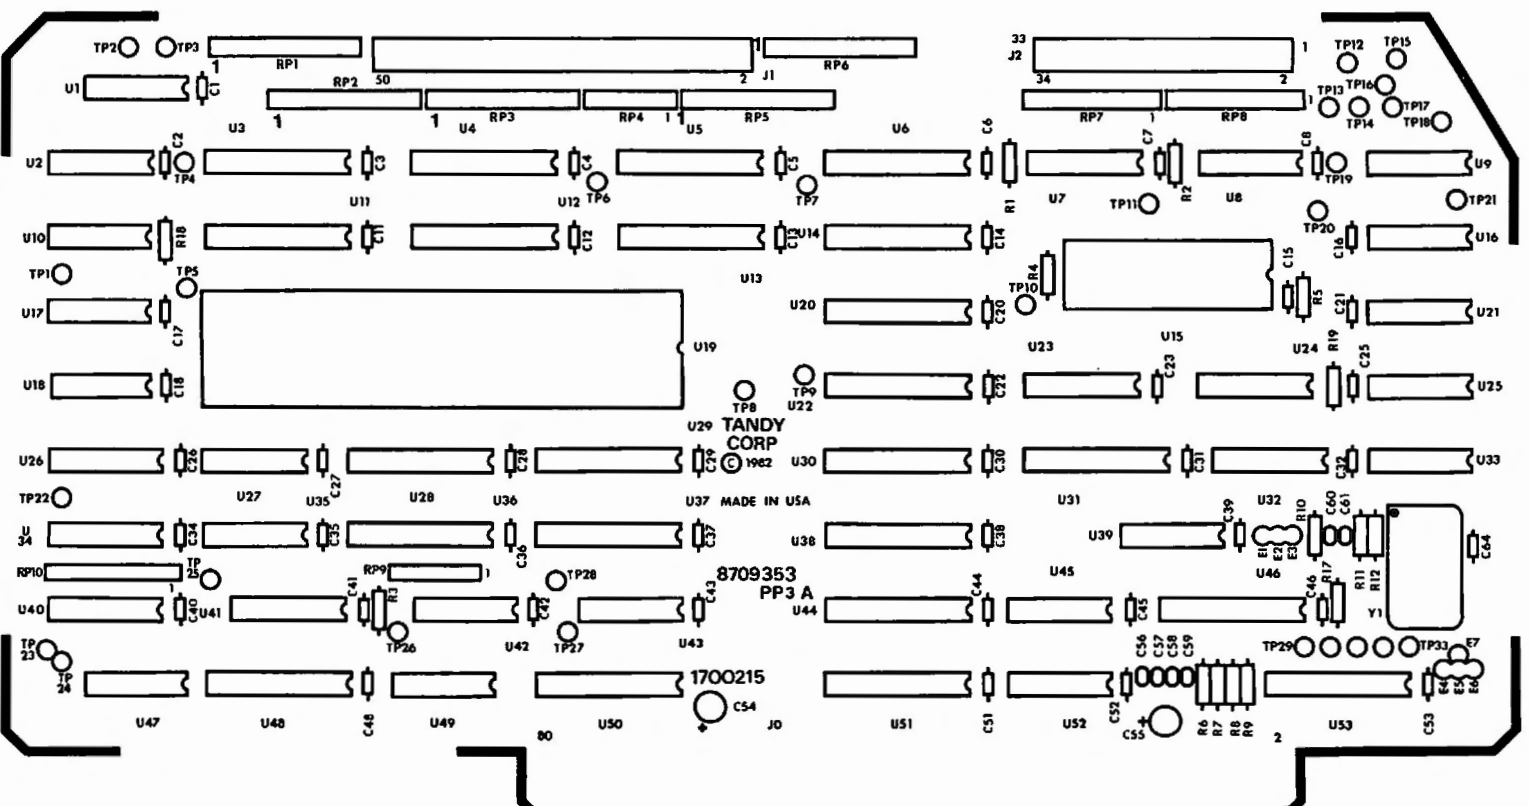 TP2 TP3 33 1 TP12 TP15
1 RP1 50 2 1 J1 RP6 J2 34 2
U1 C1 RP2 TP13 TP16 TP17
1 1 RP3 RP4 1 1 RP5 RP7 1 RP8 1 TP14 TP18
U3 U4 U5 U6 C6
C2 C7 C8
U2 TP4 C3 C4 C5 TP19 U9
U11 U12 TP6 TP7 R1 U7 TP11 R2 U8 TP21
U10 R18 C11 C12 C13 U14 C14 TP20 C16 U16
TP1 TP5 U13 R4 C15
TP10
U17 C17 U20 C20 R5 C21 U21
U19 U23 U15 U24 R19 C25
U18 C18 TP8 TP9 C22 C23 U25
U22
U29 TANDY
CORP
U26 C26 C27 C28 C29 © 1982 U30 C30 C31 C32 U33
TP22 U27 U35 U28 U36 U37 MADE IN USA U31 U32
U
34 C34 C35 C36 C37 U38 C38 U39 C39 E1 E2 E3 R10 C60 C61 C64
RP10 1 TP
25 RP9 1 TP28 8709353
PP3 A U45 U46 R17 R11 R12
U40 C40 U41 C41 R3 C42 C43 U44 C44 C45 C46 Y1
TP
23 TP26 U42 TP27 U43 TP29 TP33 E7
TP
24 1700215 C56 C57 C58 C59 E4 E5 E6
C54
+
U47 U48 C48 U49 U50 J0 U51 C51 U52 C52 C55 + R6 R7 R8 R9 U53 C53
80 2